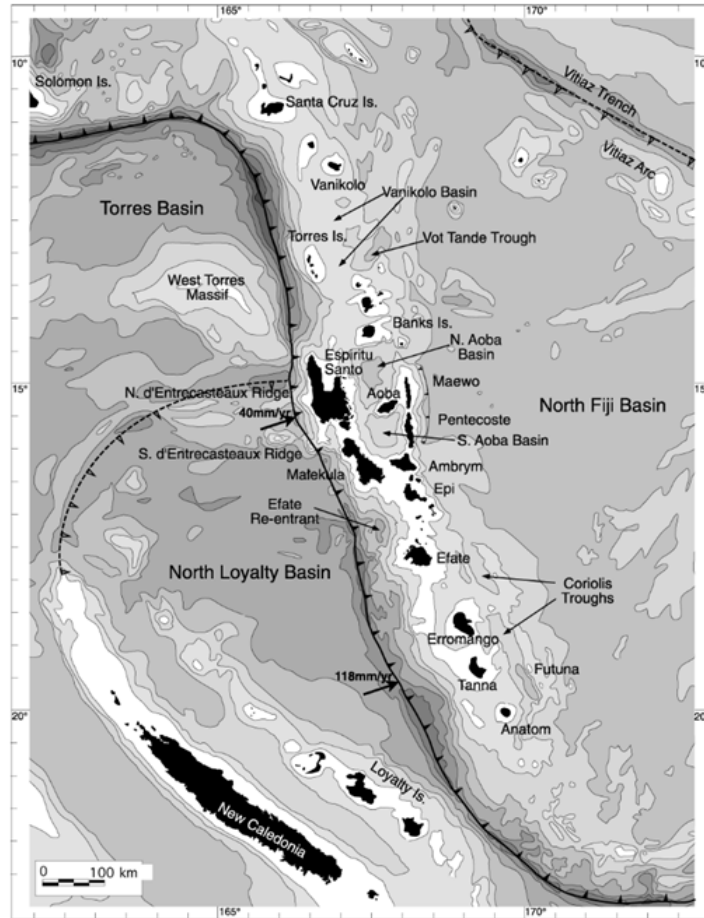 165°
170°
10°
10°
Solomon Is.
Santa Cruz Is.
Vitiaz Trench
Vitiaz Arc
Vanikolo
Vanikolo Basin
Torres Basin
Torres Is.
Vot Tande Trough
West Torres
Massif
Banks Is.
N. Aoba
Basin
Espiritu
Santo
15°
15
N. d'Entrecasteaux Ridge
Aoba
Maewo
North Fiji Basin
40mm/yr
Pentecoste
S. Aoba Basin
S. d'Entrecasteaux Ridge
Malekula
Ambrym
Epi
Efate
Re-entrant
Efate
North Loyalty Basin
Coriolis
Troughs
Erromango
118mm/yr
Tanna
Futuna
20°
20
Anatom
Loyalty Is.
New Caledonia
0 100 km
165°
170°